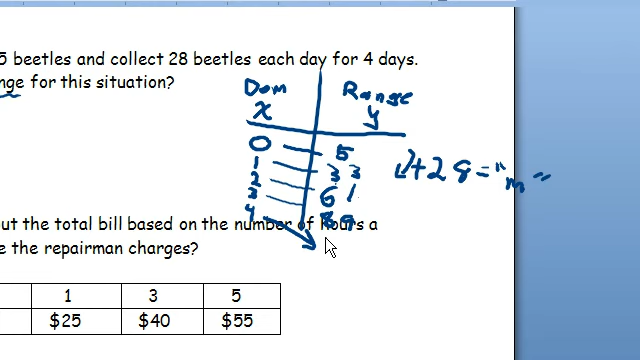 5 beetles and collect 28 beetles each day for 4 days.
nge for this situation?
Dom Range
x y
0 5
1 33
2 61
3 89
4
+28 = "m"
out the total bill based on the number of hours a
e the repairman charges?
1 3 5
$25 $40 $55